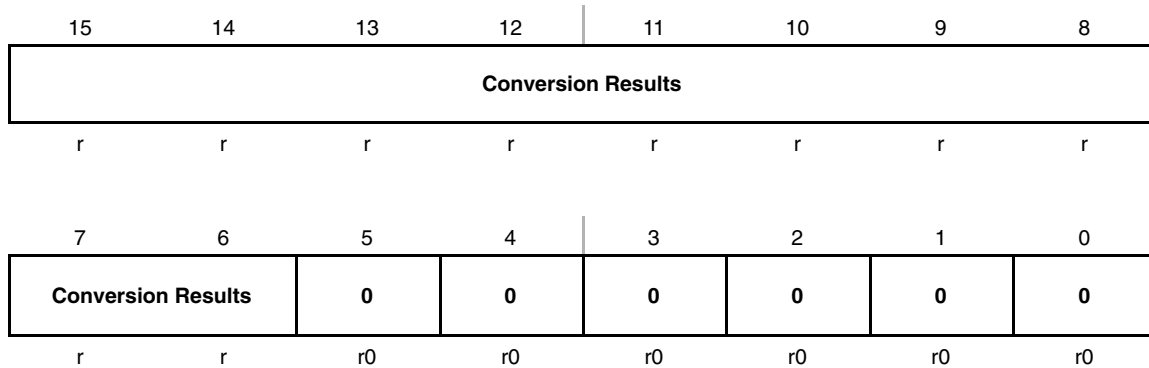 15 14 13 12 11 10 9 8
Conversion Results
r r r r r r r r
7 6 5 4 3 2 1 0
Conversion Results 0 0 0 0 0 0
r r r0 r0 r0 r0 r0 r0